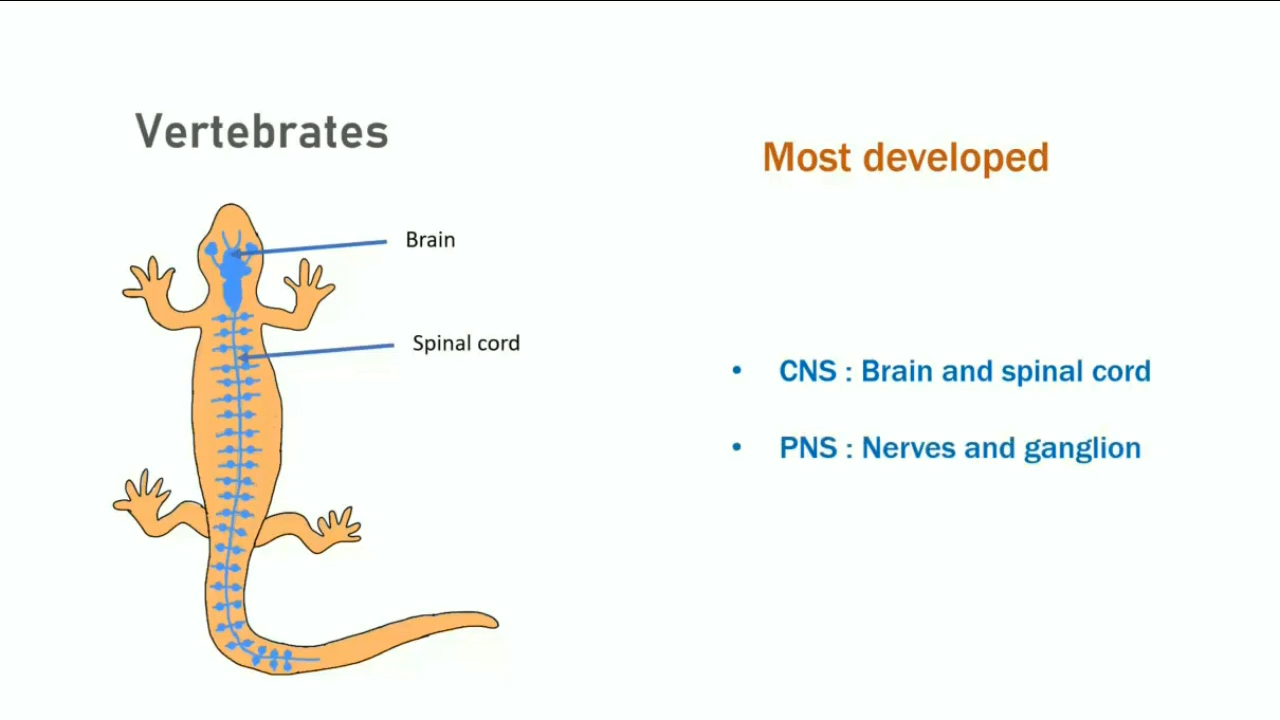 Vertebrates
Most developed
Brain
Spinal cord
• CNS : Brain and spinal cord
• PNS : Nerves and ganglion